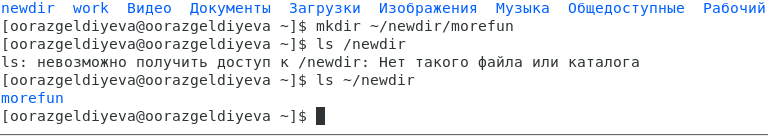 newdir  work  Видео  Документы  Загрузки  Изображения  Музыка  Общедоступные  Рабочий
[oorazgeldiyeva@oorazgeldiyeva ~]$ mkdir ~/newdir/morefun
[oorazgeldiyeva@oorazgeldiyeva ~]$ ls /newdir
ls: невозможно получить доступ к /newdir: Нет такого файла или каталога
[oorazgeldiyeva@oorazgeldiyeva ~]$ ls ~/newdir
morefun
[oorazgeldiyeva@oorazgeldiyeva ~]$